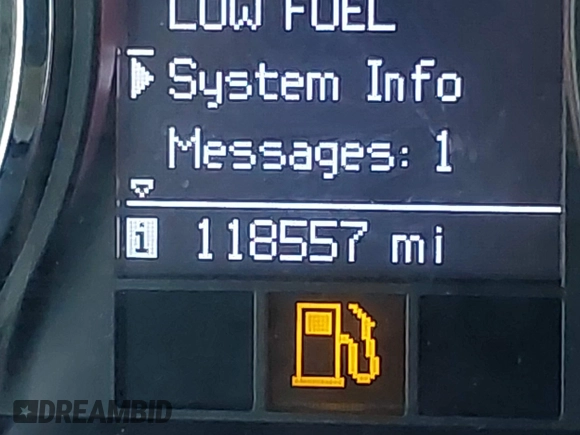 LOW FUEL
System Info
Messages: 1
i 118557 mi
DREAMBID